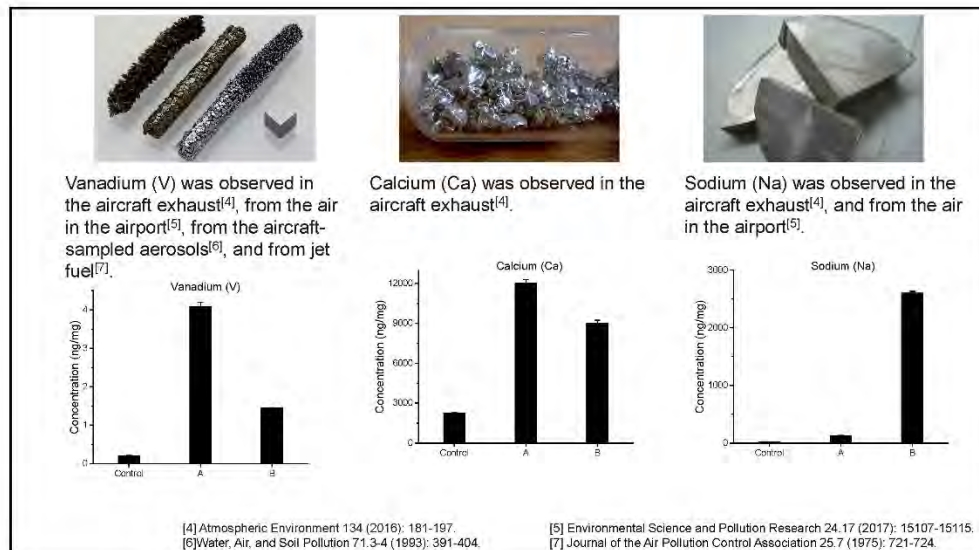 Vanadium (V) was observed in
the aircraft exhaust[4], from the air
in the airport[5], from the aircraft-
sampled aerosols[6], and from jet
fuel[7].
Calcium (Ca) was observed in the
aircraft exhaust[4].
Sodium (Na) was observed in the
aircraft exhaust[4], and from the air
in the airport[5].
Vanadium (V)
Concentration (ng/mg)
4
3
2
1
0
Control
A
B
Calcium (Ca)
Concentration (ng/mg)
12000
9000
6000
3000
0
Control
A
B
Sodium (Na)
Concentration (ng/mg)
3000
2000
1000
0
Control
A
B
[4] Atmospheric Environment 134 (2016): 181-197.
[5] Environmental Science and Pollution Research 24.17 (2017): 15107-15115.
[6]Water, Air, and Soil Pollution 71.3-4 (1993): 391-404.
[7] Journal of the Air Pollution Control Association 25.7 (1975): 721-724.